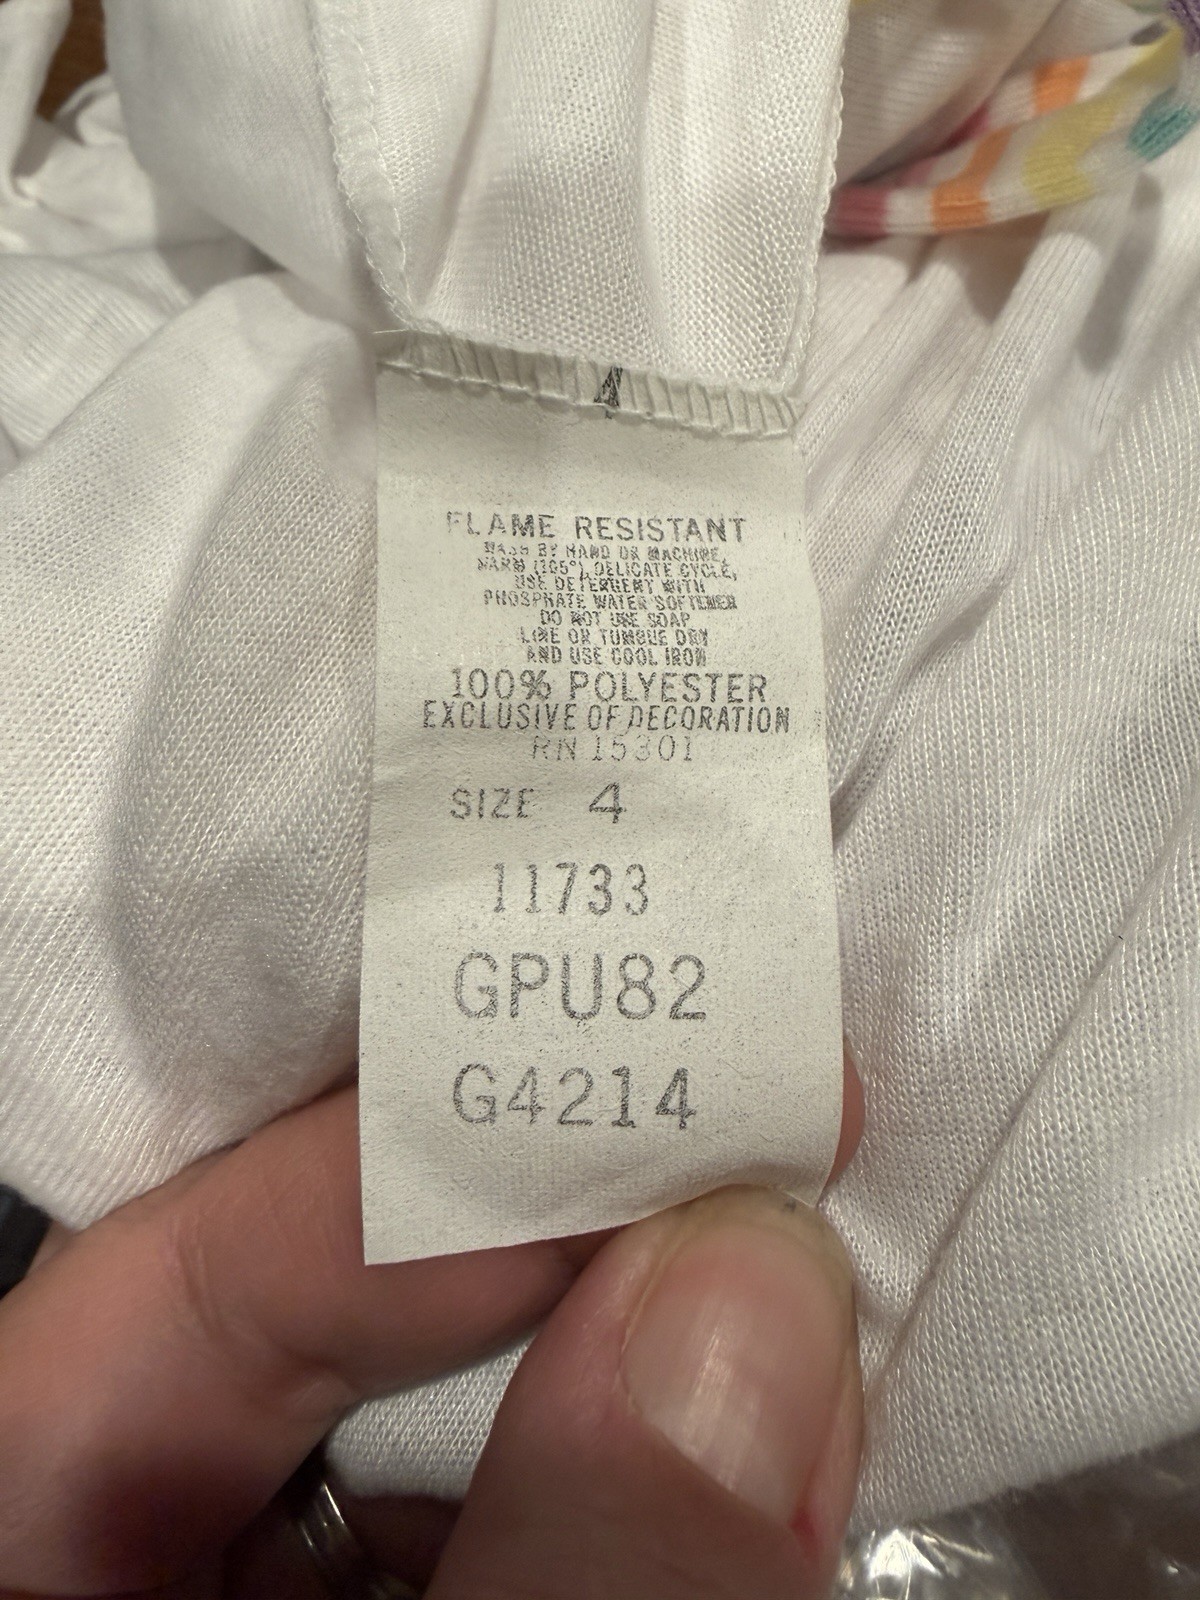 4
FLAME RESISTANT
WASH BY HAND OR MACHINE,
WARM (105°), DELICATE CYCLE,
USE DETERGENT WITH
PHOSPHATE WATER SOFTENER
DO NOT USE SOAP
LINE OR TUMBLE DRY
AND USE COOL IRON
100% POLYESTER
EXCLUSIVE OF DECORATION
RN 15301
SIZE 4
11733
GPU82
G4214